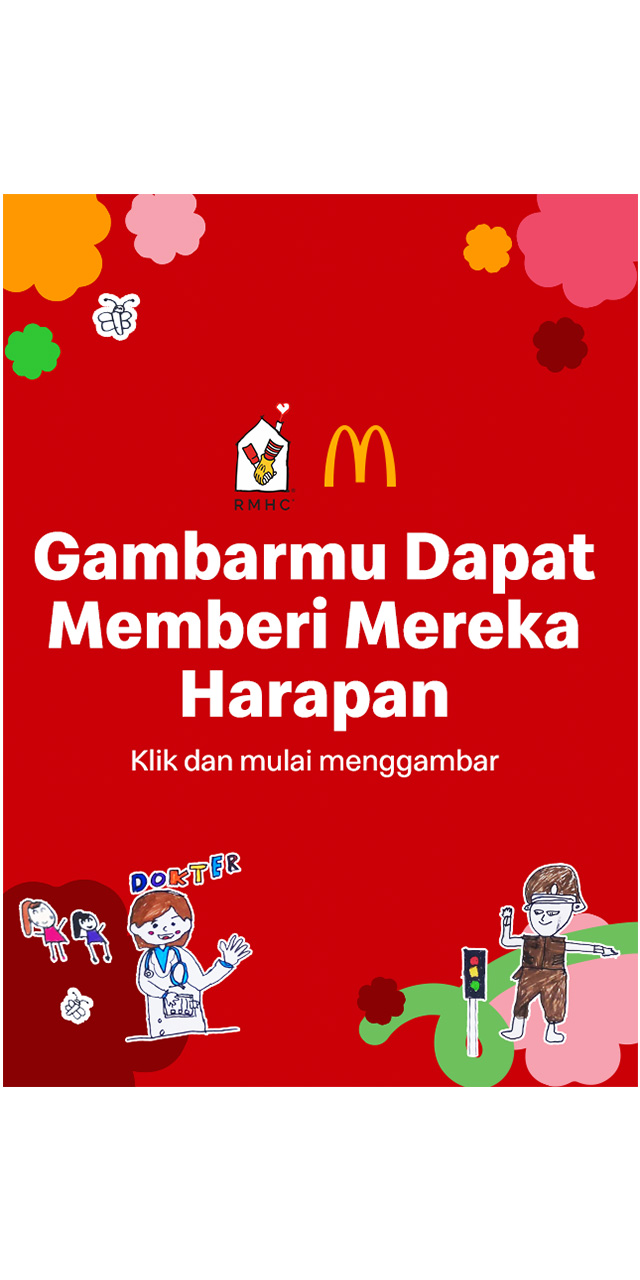 RMHC
Gambarmu Dapat
Memberi Mereka
Harapan
Klik dan mulai menggambar
DOKTER